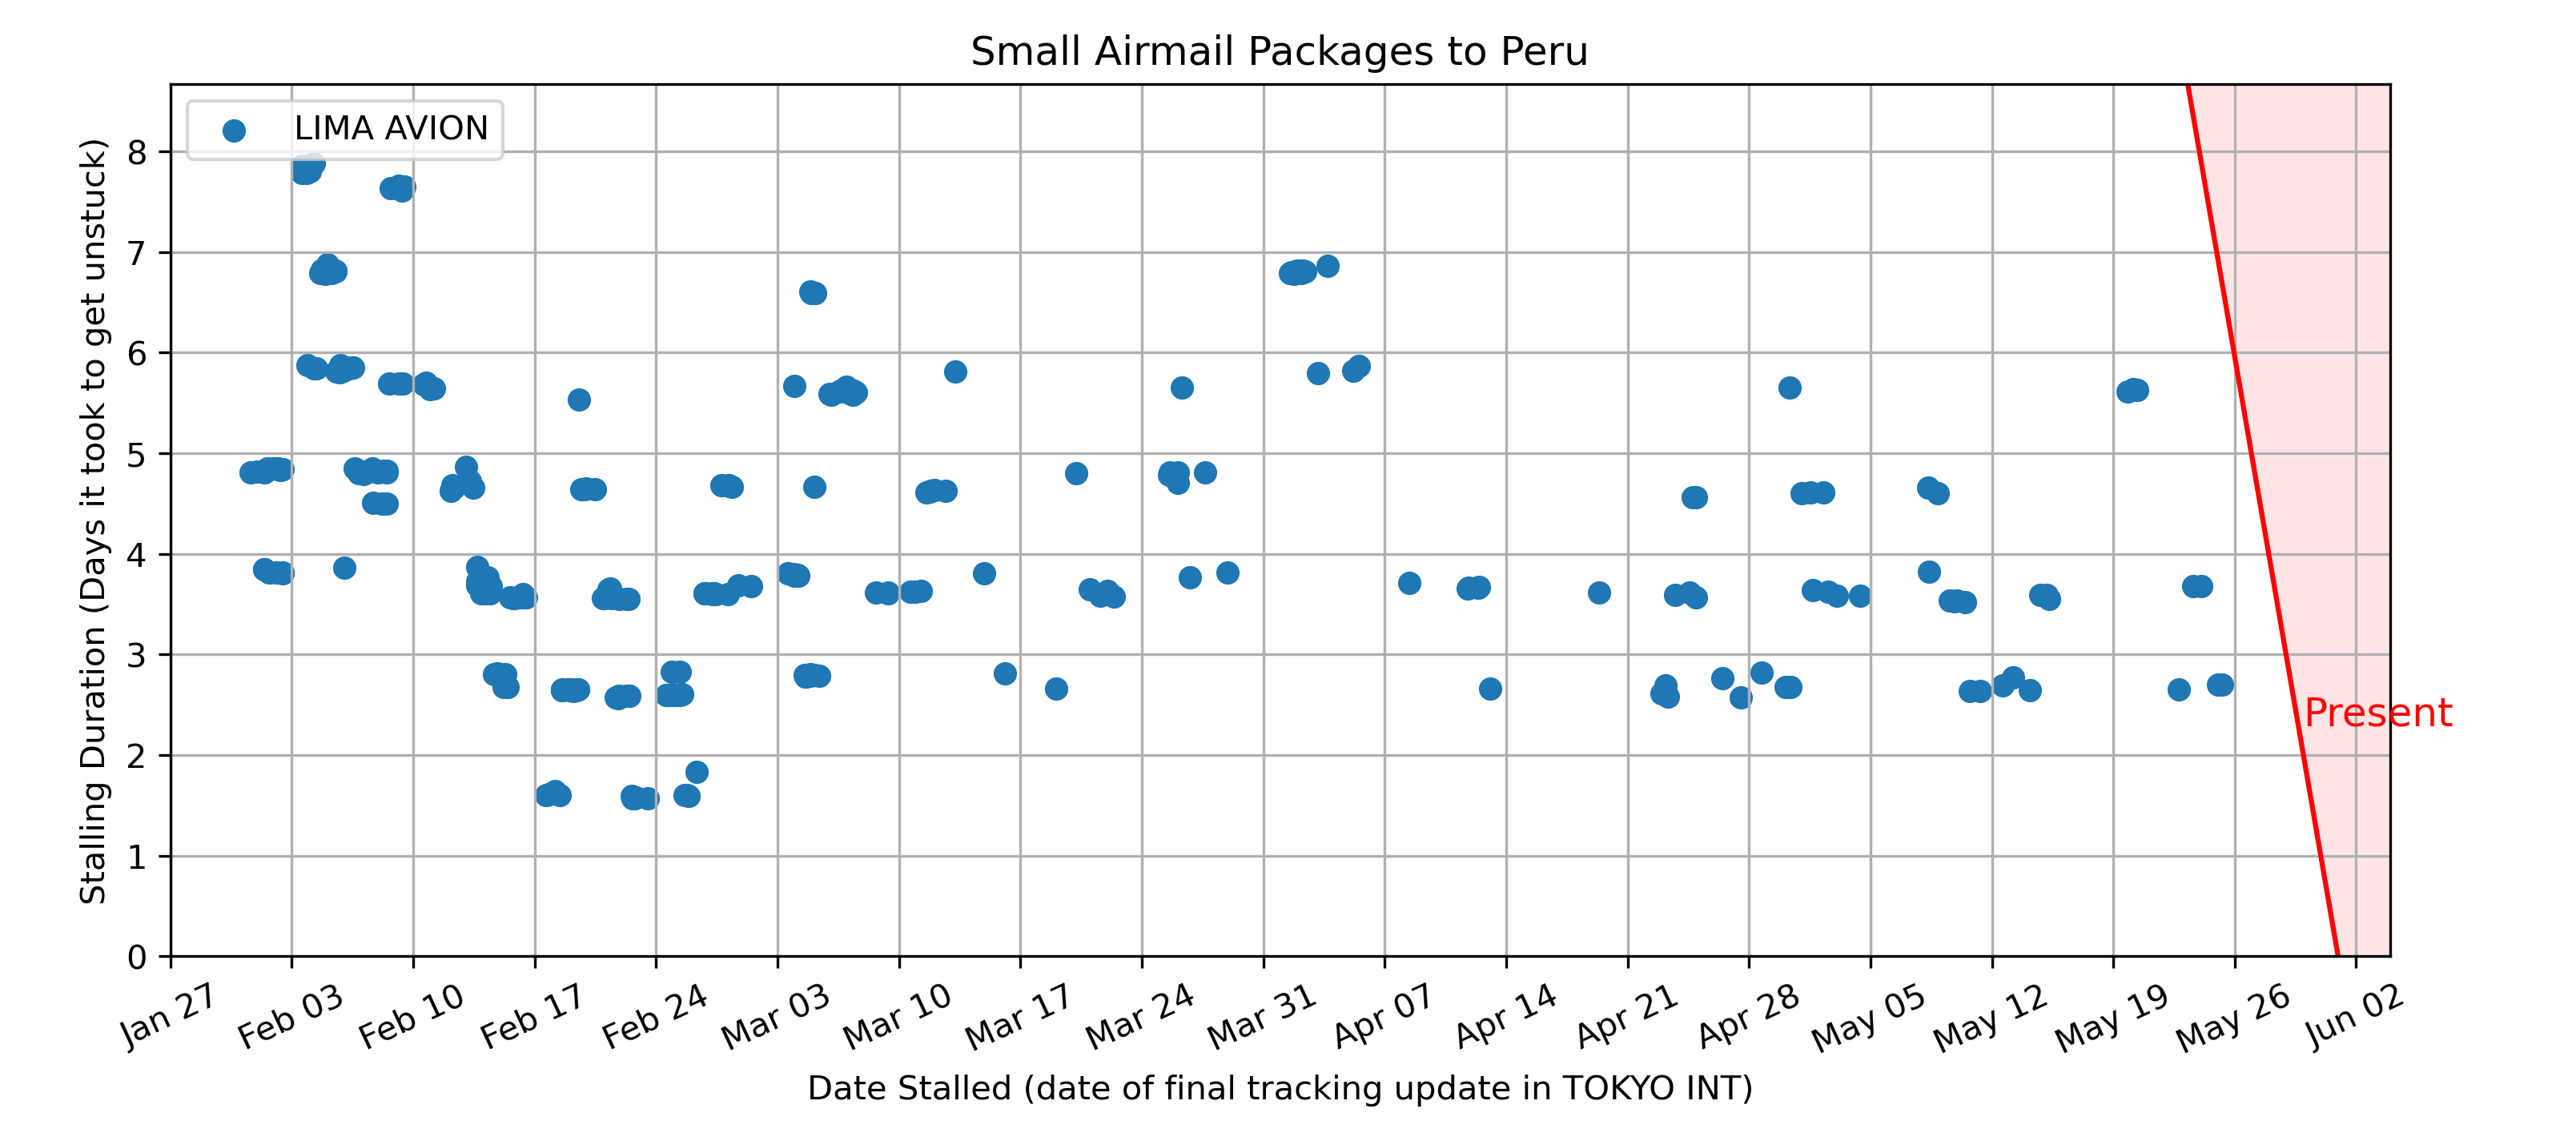 Small Airmail Packages to Peru
LIMA AVION
Stalling Duration (Days it took to get unstuck)
8
7
6
5
4
3
2
1
0
Present
Jan 27
Feb 03
Feb 10
Feb 17
Feb 24
Mar 03
Mar 10
Mar 17
Mar 24
Mar 31
Apr 07
Apr 14
Apr 21
Apr 28
May 05
May 12
May 19
May 26
Jun 02
Date Stalled (date of final tracking update in TOKYO INT)